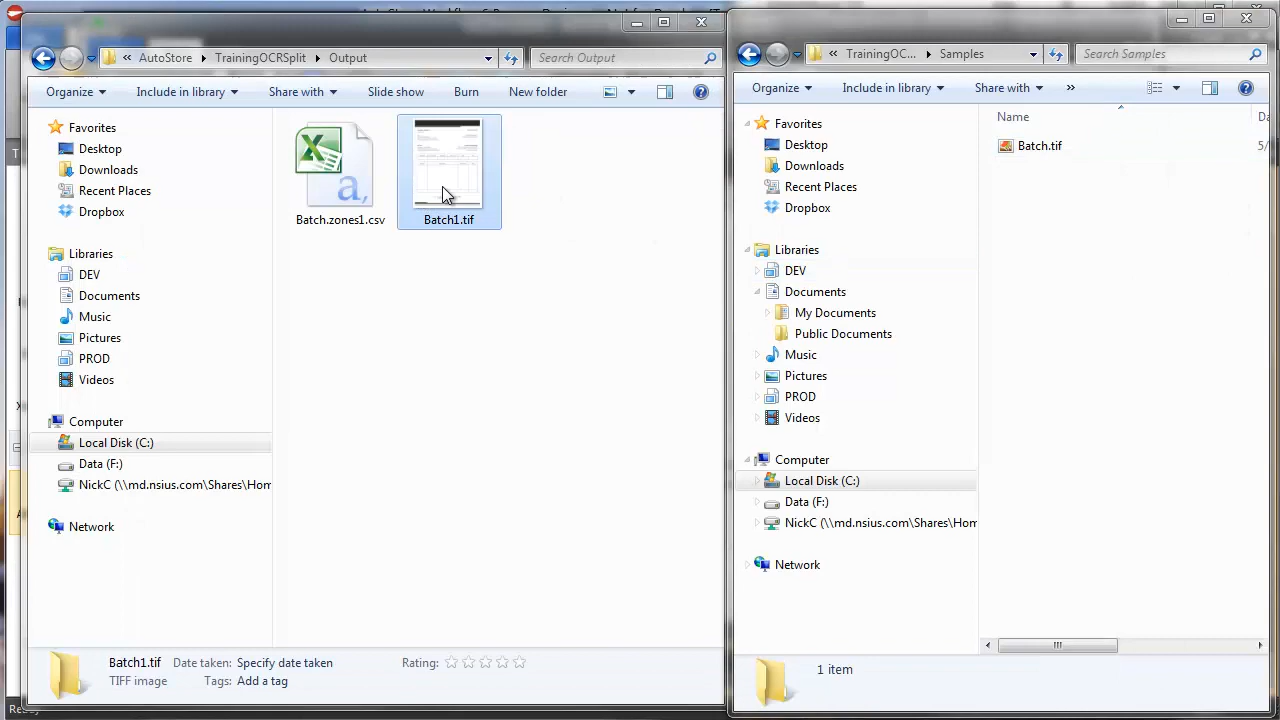 AutoStore
TrainingOCRSplit
Output
Search Output
Organize
Include in library
Share with
Slide show
Burn
New folder
Favorites
Desktop
Downloads
Recent Places
Dropbox
Libraries
DEV
Documents
Music
Pictures
PROD
Videos
Computer
Local Disk (C:)
Data (F:)
NickC (\\md.nsius.com\Shares\Hom
Network
Batch.zones1.csv
Batch1.tif
Batch1.tif
Date taken: Specify date taken
Rating:
TIFF image
Tags: Add a tag
TrainingOC...
Samples
Search Samples
Organize
Include in library
Share with
Name
Batch.tif
5/
Favorites
Desktop
Downloads
Recent Places
Dropbox
Libraries
DEV
Documents
My Documents
Public Documents
Music
Pictures
PROD
Videos
Computer
Local Disk (C:)
Data (F:)
NickC (\\md.nsius.com\Shares\Hom
Network
1 item